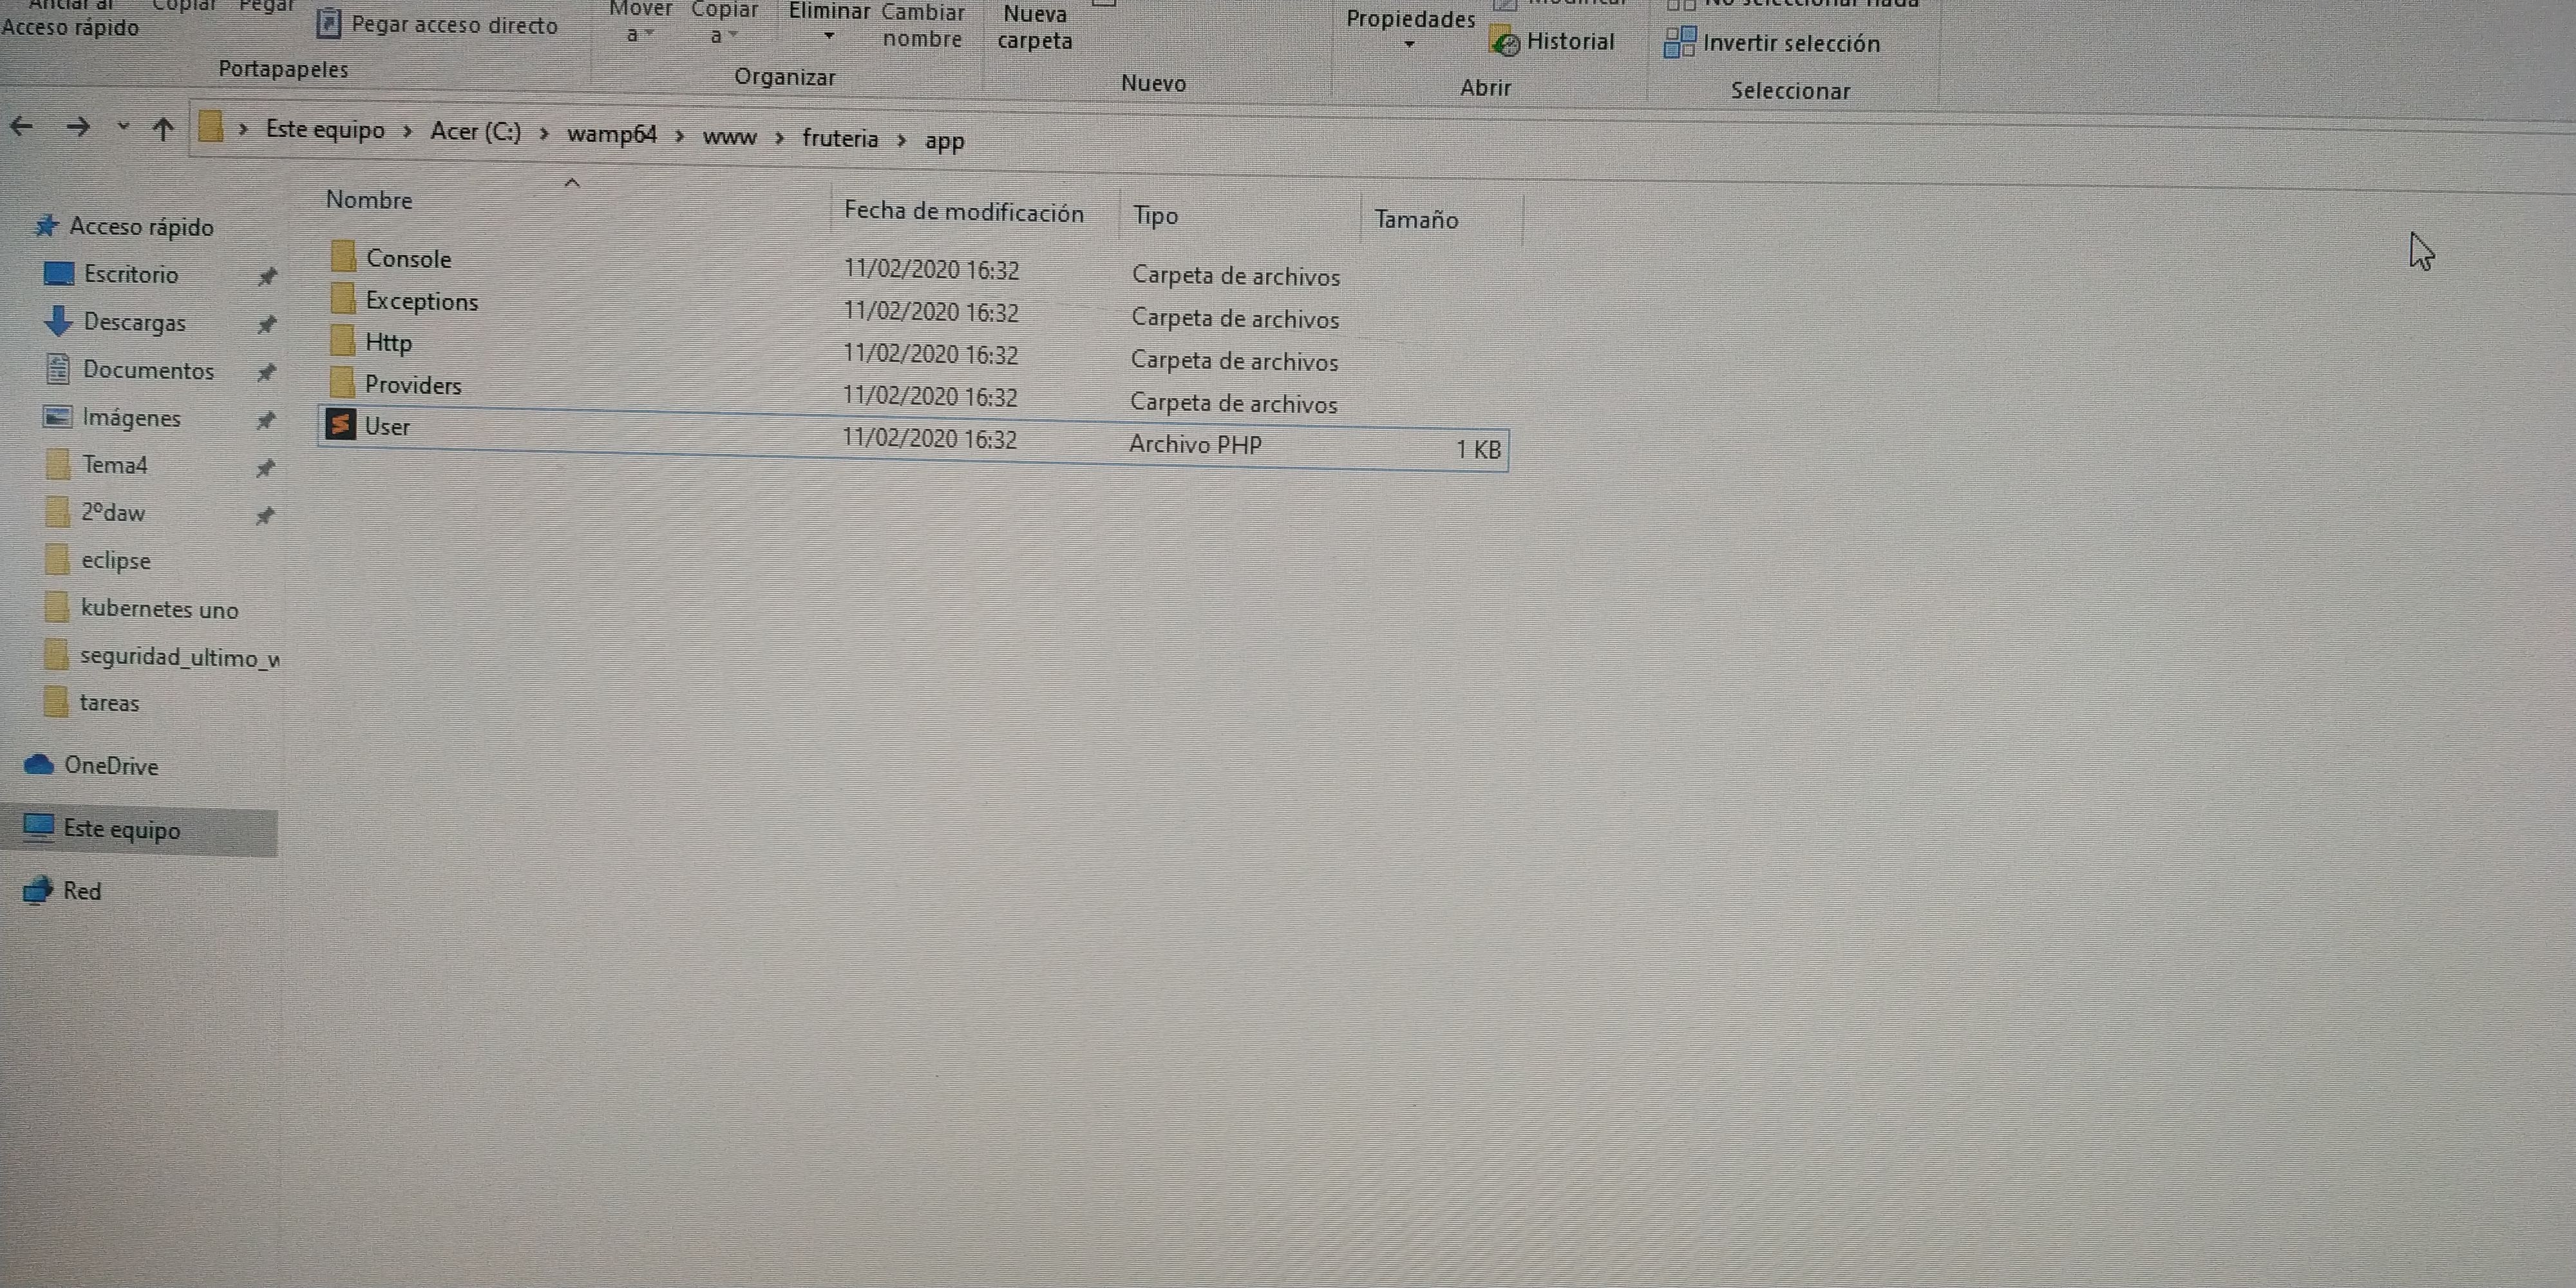 Acceso rápido
Copiar Pegar
Pegar acceso directo
Mover a
Copiar a
Eliminar
Cambiar nombre
Nueva carpeta
Propiedades
Historial
Invertir selección
Portapapeles
Organizar
Nuevo
Abrir
Seleccionar
Este equipo > Acer (C:) > wamp64 > www > fruteria > app
Nombre Fecha de modificación Tipo Tamaño
Acceso rápido
Escritorio
Descargas
Documentos
Imágenes
Tema4
2ºdaw
eclipse
kubernetes uno
seguridad_ultimo_v
tareas
OneDrive
Este equipo
Red
Console 11/02/2020 16:32 Carpeta de archivos
Exceptions 11/02/2020 16:32 Carpeta de archivos
Http 11/02/2020 16:32 Carpeta de archivos
Providers 11/02/2020 16:32 Carpeta de archivos
User 11/02/2020 16:32 Archivo PHP 1 KB